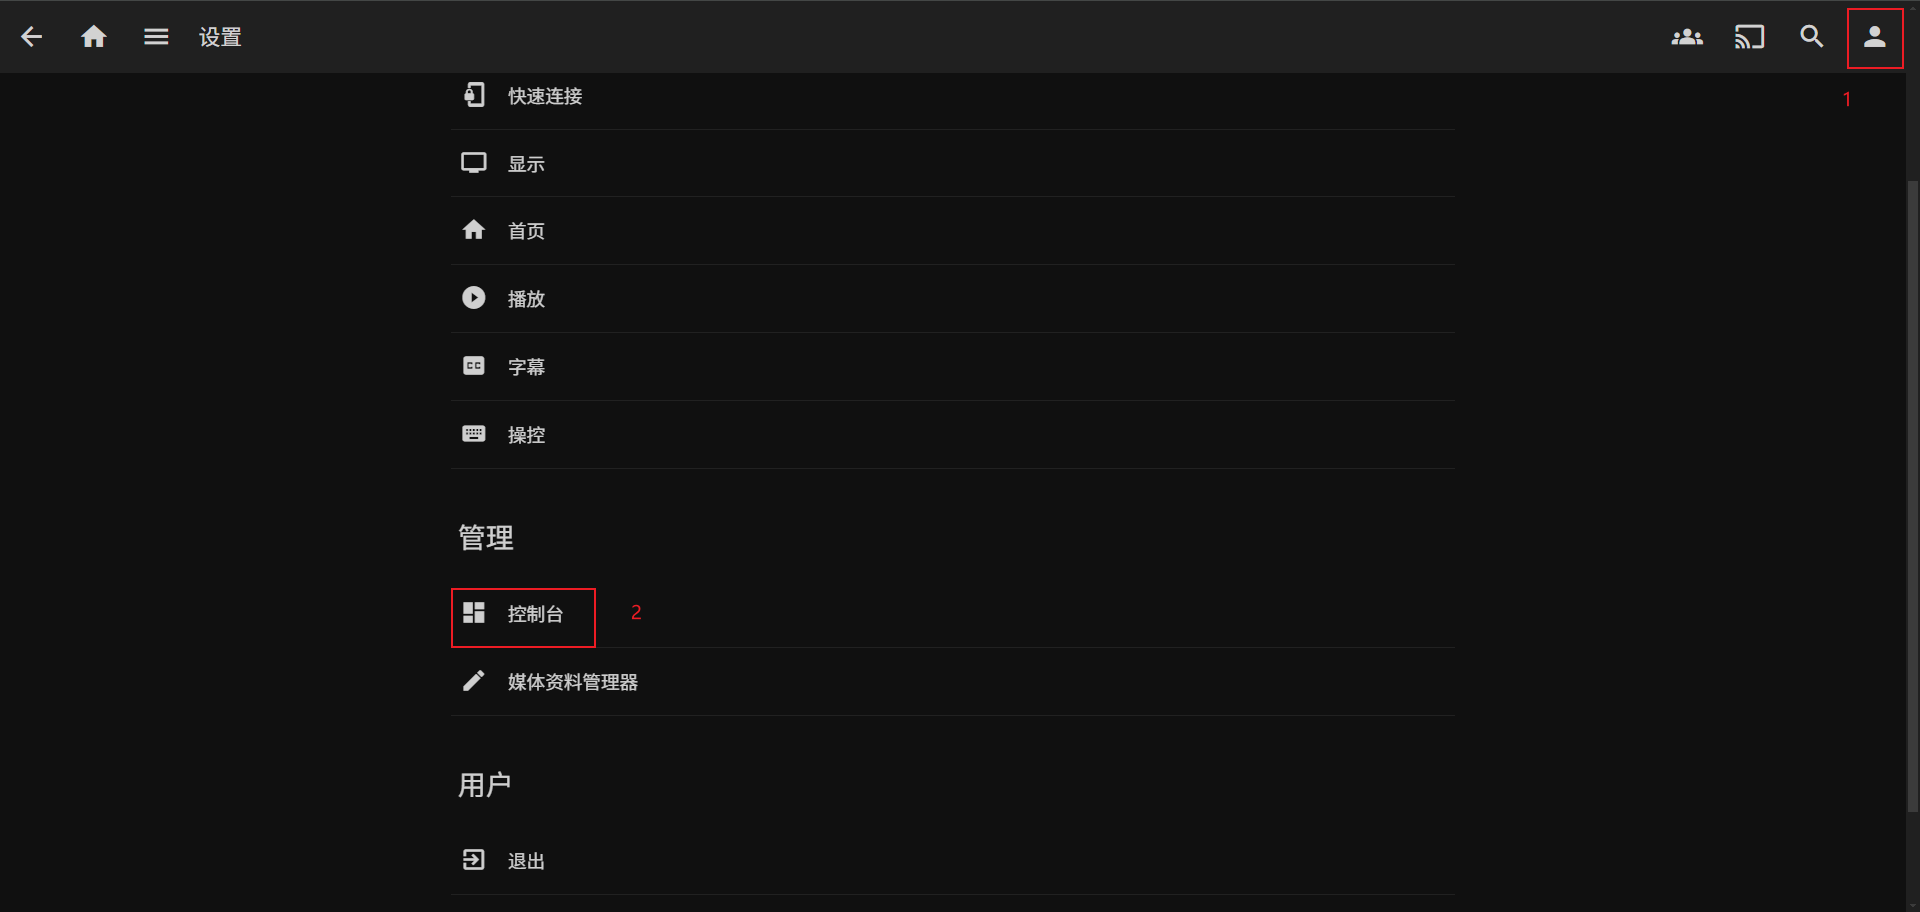 设置
1
快速连接
显示
首页
播放
字幕
操控
管理
控制台 2
媒体资料管理器
用户
退出